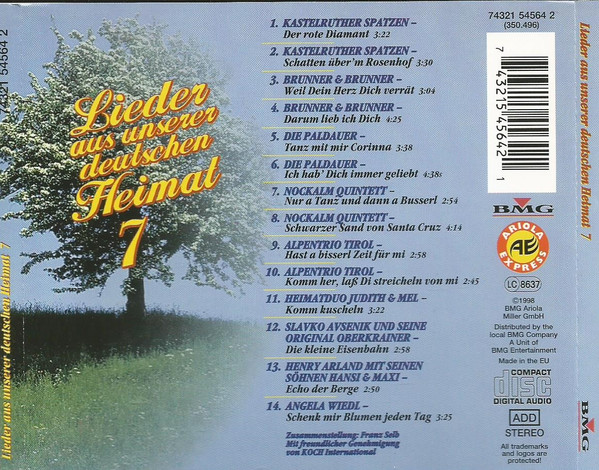 74321 54564 2
Lieder aus unserer deutschen Heimat 7
Lieder
aus unserer
deutschen
Heimat
7
1. KASTELRUTHER SPATZEN –
Der rote Diamant 3:22
2. KASTELRUTHER SPATZEN –
Schatten über'm Rosenhof 3:30
3. BRUNNER & BRUNNER –
Weil Dein Herz Dich verrät 3:04
4. BRUNNER & BRUNNER –
Darum lieb ich Dich 4:25
5. DIE PALDAUER –
Tanz mit mir Corinna 3:38
6. DIE PALDAUER –
Ich hab' Dich immer geliebt 4:38s
7. NOCKALM QUINTETT –
Nur a Tanz und dann a Busserl 2:54
8. NOCKALM QUINTETT –
Schwarzer Sand von Santa Cruz 4:14
9. ALPENTRIO TIROL –
Hast a bisserl Zeit für mi 2:58
10. ALPENTRIO TIROL –
Komm her, laß Di streicheln von mi 2:45
11. HEIMATDUO JUDITH & MEL –
Komm kuscheln 3:22
12. SLAVKO AVSENIK UND SEINE
ORIGINAL OBERKRAINER –
Die kleine Eisenbahn 2:58
13. HENRY ARLAND MIT SEINEN
SÖHNEN HANSI & MAXI –
Echo der Berge 2:50
14. ANGELA WIEDL –
Schenk mir Blumen jeden Tag 3:25
Zusammenstellung: Franz Selb
Mit freundlicher Genehmigung
von KOCH International
74321 54564 2
(350.496)
7 43215 45642 1
BMG
ARIOLA
AE
EXPRESS
LC 8637
©1998
BMG Ariola
Miller GmbH
Distributed by the
local BMG Company
A Unit of
BMG Entertainment
Made in the EU
COMPACT
disc
DIGITAL AUDIO
ADD
STEREO
All trademarks
and logos are
protected!
Lieder aus unserer deutschen Heimat 7
74321 54564 2
BMG